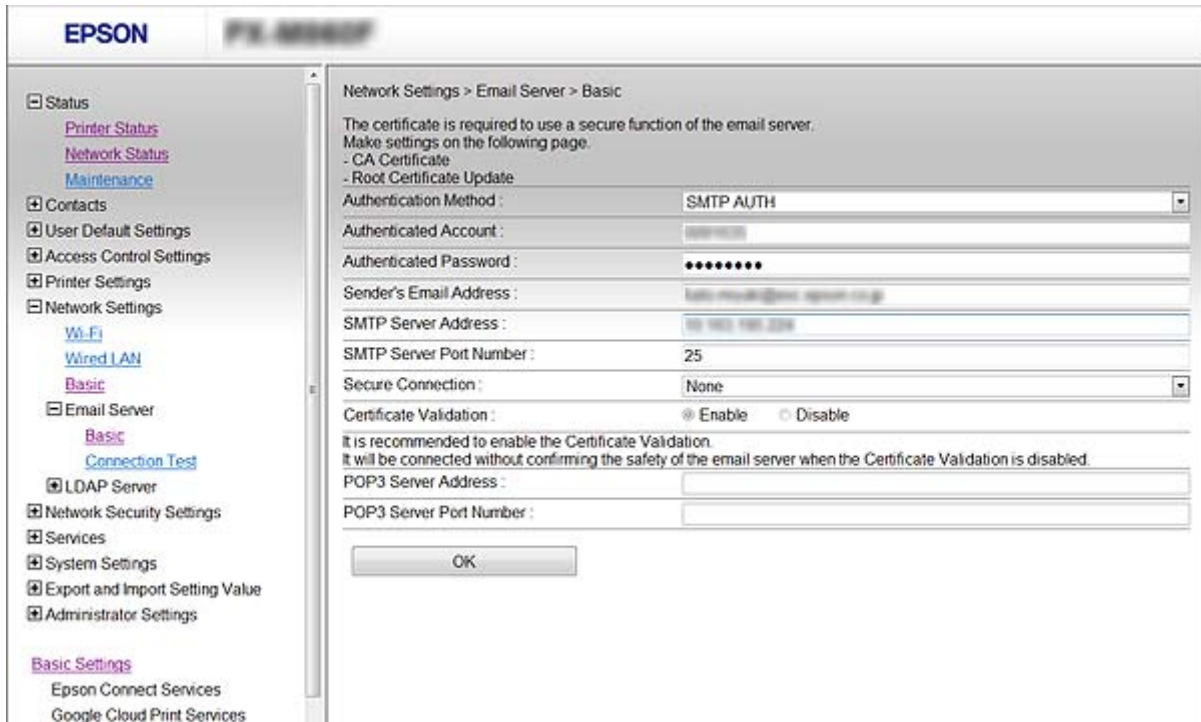 EPSON
Status
Printer Status
Network Status
Maintenance
Contacts
User Default Settings
Access Control Settings
Printer Settings
Network Settings
Wi-Fi
Wired LAN
Basic
Email Server
Basic
Connection Test
LDAP Server
Network Security Settings
Services
System Settings
Export and Import Setting Value
Administrator Settings
Basic Settings
Epson Connect Services
Google Cloud Print Services
Network Settings > Email Server > Basic
The certificate is required to use a secure function of the email server.
Make settings on the following page.
- CA Certificate
- Root Certificate Update
Authentication Method : SMTP AUTH
Authenticated Account :
Authenticated Password : ●●●●●●●●
Sender's Email Address :
SMTP Server Address :
SMTP Server Port Number : 25
Secure Connection : None
Certificate Validation : Enable Disable
It is recommended to enable the Certificate Validation.
It will be connected without confirming the safety of the email server when the Certificate Validation is disabled.
POP3 Server Address :
POP3 Server Port Number :
OK